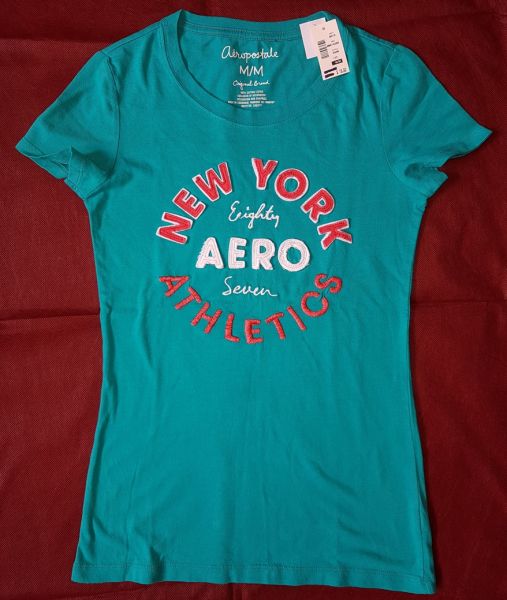 Aeropostale
M/M
Original Brand
NEW YORK
Eighty
AERO
Seven
ATHLETICS